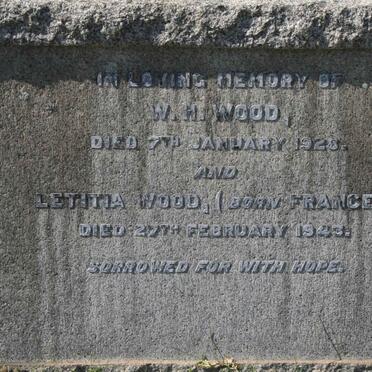 IN LOVING MEMORY OF
W. H. WOOD,
DIED 7TH JANUARY 1928.
AND
LETITIA WOOD, (BORN FRANCE
DIED 27TH FEBRUARY 1943.
SORROWED FOR WITH HOPE.